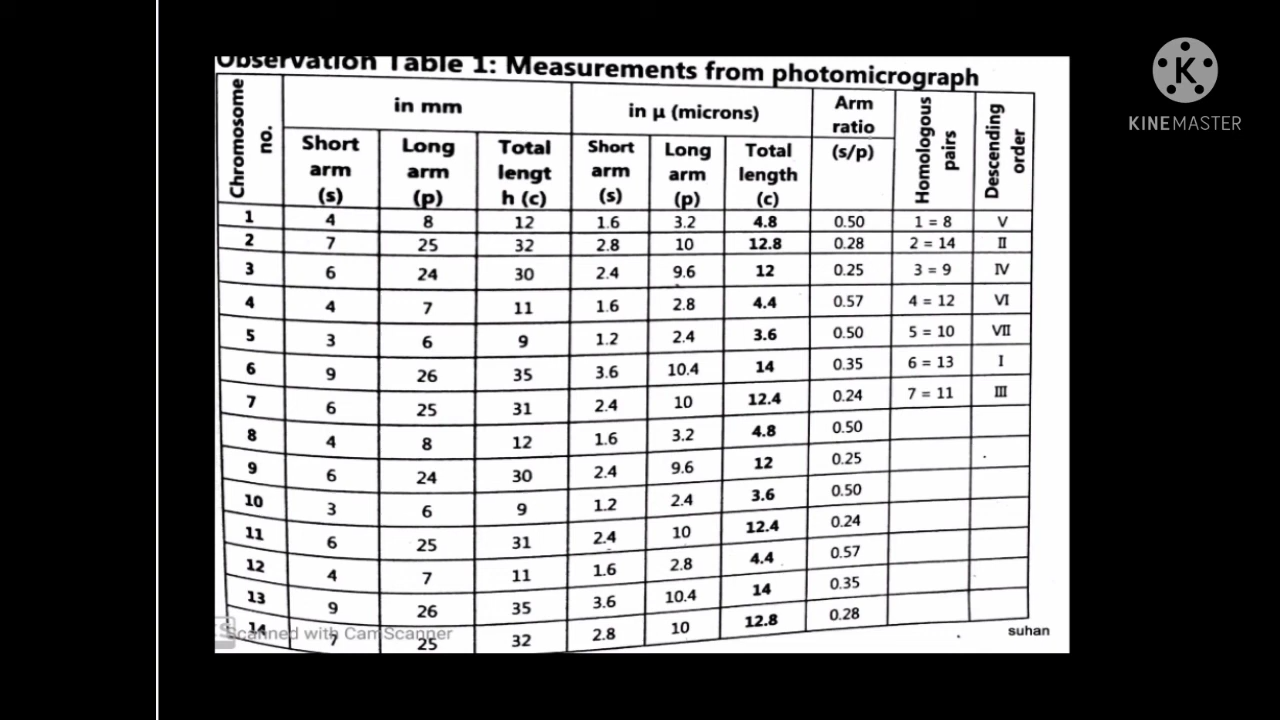 Observation Table 1: Measurements from photomicrograph
Chromosome no. | in mm | in μ (microns) | Arm ratio (s/p) | Homologous pairs | Descending order
Short arm (s) | Long arm (p) | Total lengt h (c) | Short arm (s) | Long arm (p) | Total length (c)
1 4 8 12 1.6 3.2 4.8 0.50 1 = 8 V
2 7 25 32 2.8 10 12.8 0.28 2 = 14 II
3 6 24 30 2.4 9.6 12 0.25 3 = 9 IV
4 4 7 11 1.6 2.8 4.4 0.57 4 = 12 VI
5 3 6 9 1.2 2.4 3.6 0.50 5 = 10 VII
6 9 26 35 3.6 10.4 14 0.35 6 = 13 I
7 6 25 31 2.4 10 12.4 0.24 7 = 11 III
8 4 8 12 1.6 3.2 4.8 0.50
9 6 24 30 2.4 9.6 12 0.25
10 3 6 9 1.2 2.4 3.6 0.50
11 6 25 31 2.4 10 12.4 0.24
12 4 7 11 1.6 2.8 4.4 0.57
13 9 26 35 3.6 10.4 14 0.35
14 7 25 32 2.8 10 12.8 0.28
Scanned with CamScanner
suhan
K
KINEMASTER